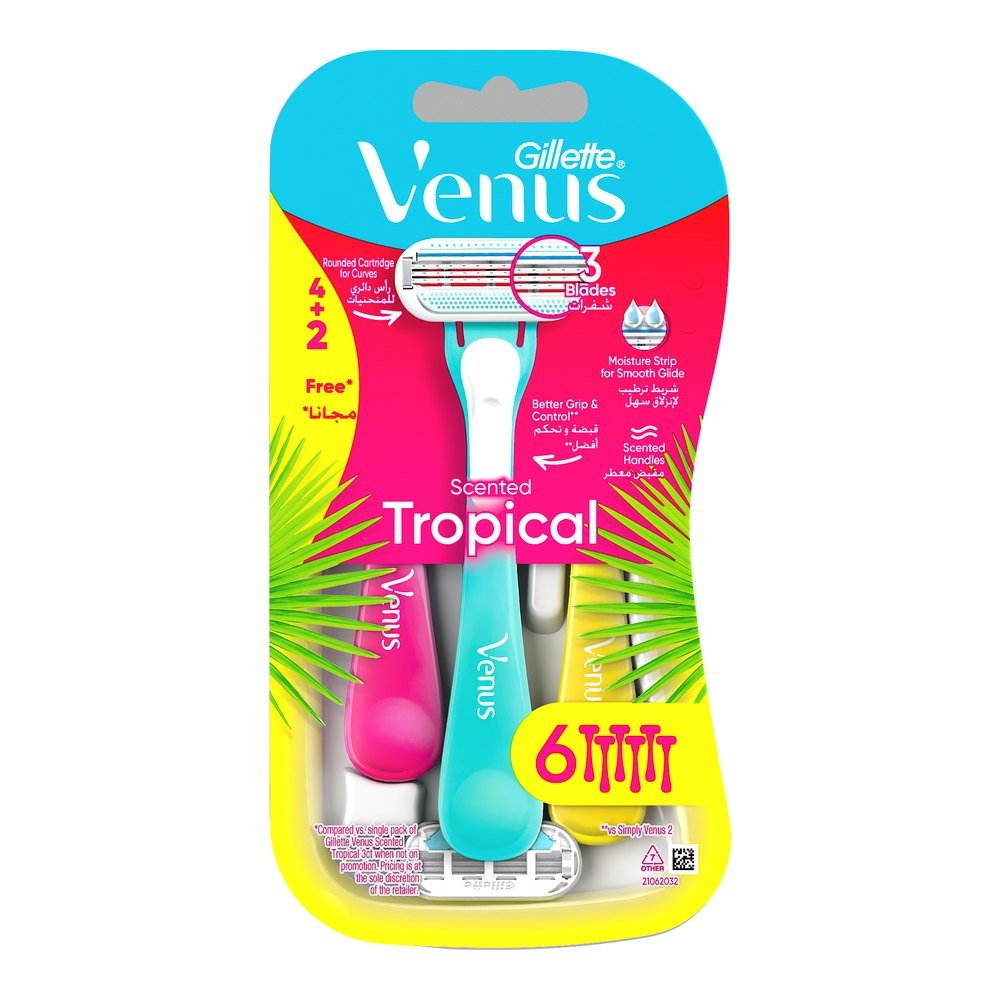 Gillette®
Venus
Rounded Cartridge
for Curves
رأس دائري
للمنحنيات
3
Blades
شفرات
4
+
2
Free*
مجانا*
Moisture Strip
for Smooth Glide
شريط ترطيب
لإنزلاق سهل
Better Grip &
Control**
قبضة و تحكم
أفضل**
Scented
Handles
مقبض معطر
Scented
Tropical
Venus
Venus
Venu
6
*Compared vs. single pack of
Gillette Venus Scented
Tropical 3ct when not on
promotion. Pricing is at
the sole discretion
of the retailer.
**vs Simply Venus 2
7
OTHER
21062032
Gillette